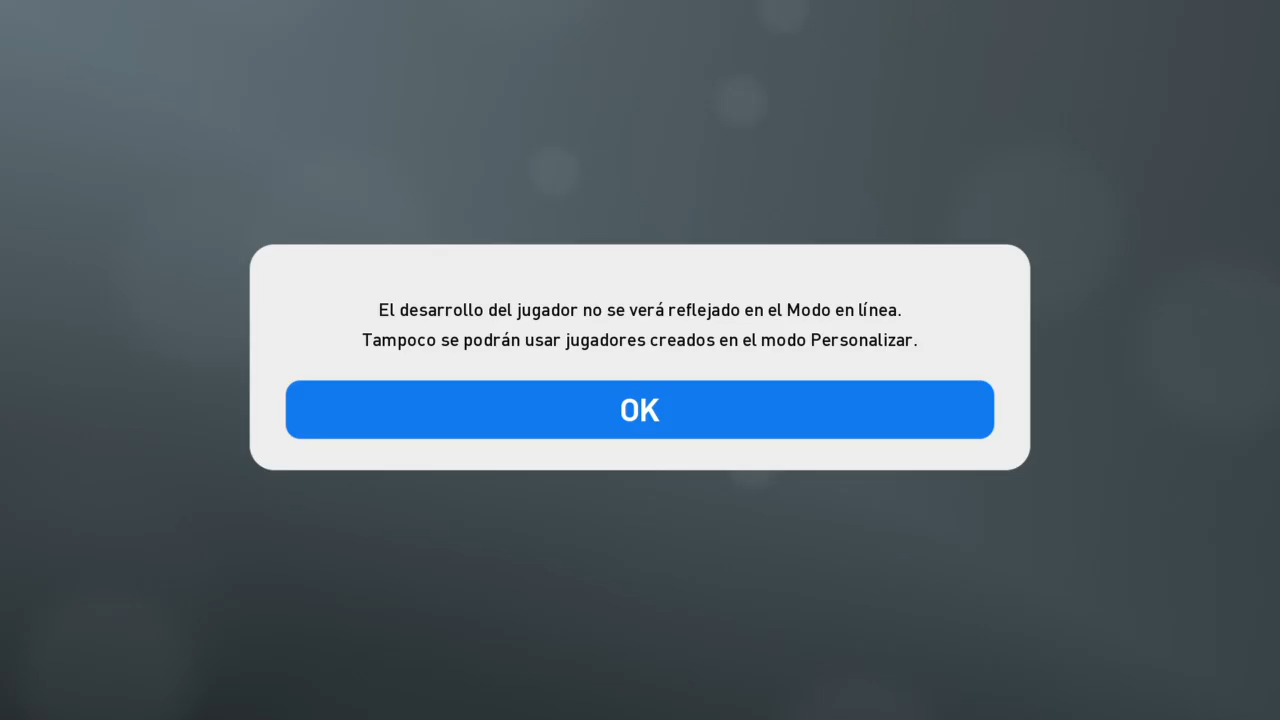 El desarrollo del jugador no se verá reflejado en el Modo en línea.
Tampoco se podrán usar jugadores creados en el modo Personalizar.
OK